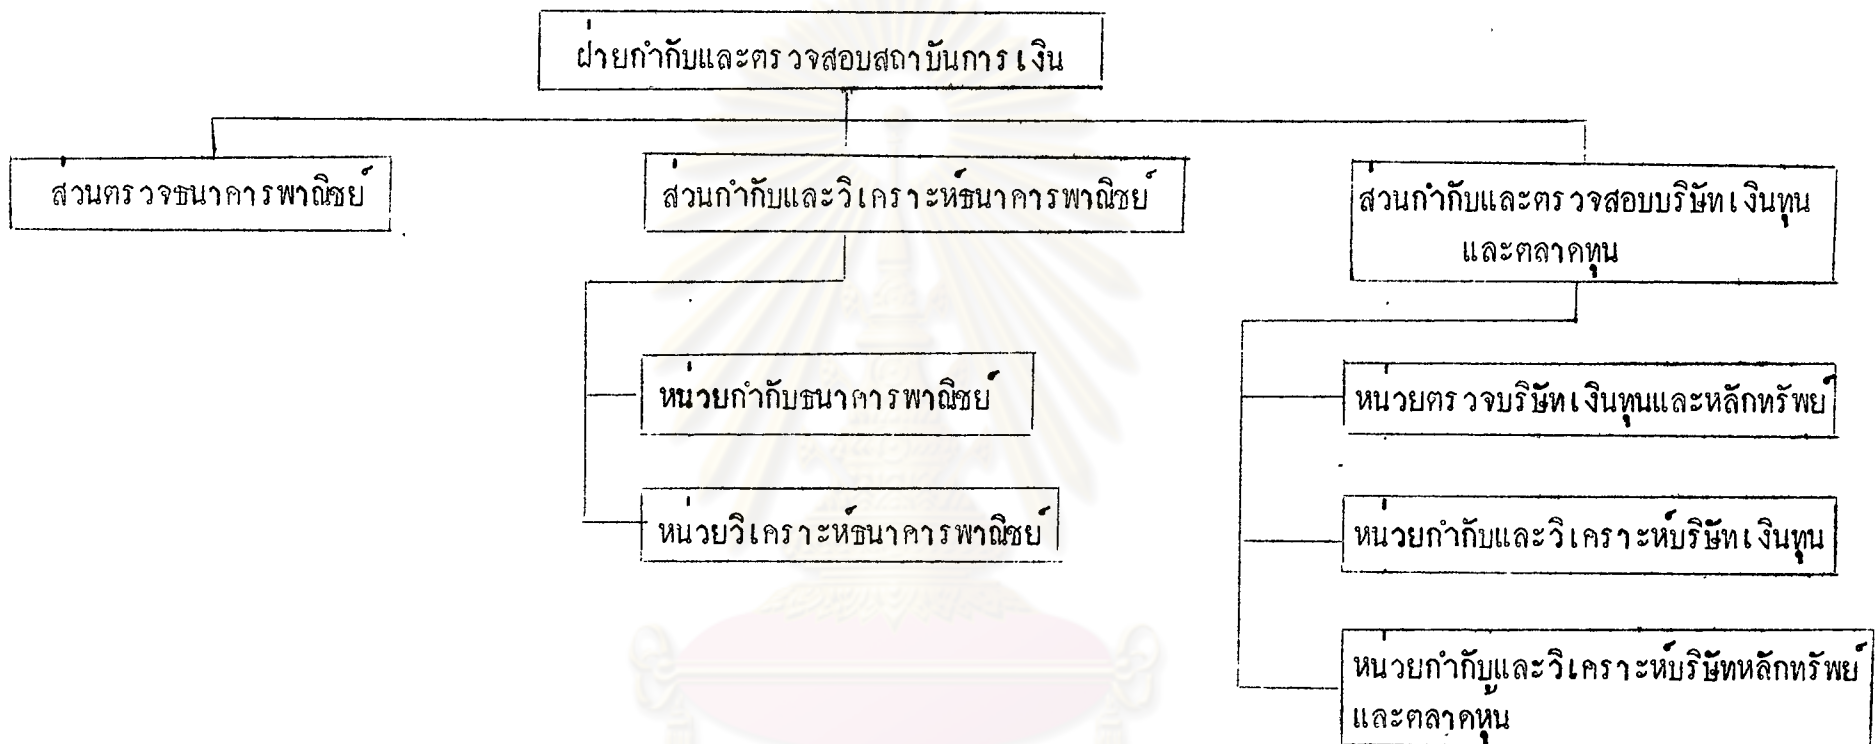 ฝ่ายกำกับและตรวจสอบสถาบันการเงิน
ส่วนตรวจธนาคารพาณิชย์
ส่วนกำกับและวิเคราะห์ธนาคารพาณิชย์
ส่วนกำกับและตรวจสอบบริษัทเงินทุน
และตลาดทุน
หน่วยกำกับธนาคารพาณิชย์
หน่วยวิเคราะห์ธนาคารพาณิชย์
หน่วยตรวจบริษัทเงินทุนและหลักทรัพย์
หน่วยกำกับและวิเคราะห์บริษัทเงินทุน
หน่วยกำกับและวิเคราะห์บริษัทหลักทรัพย์
และตลาดหุ้น